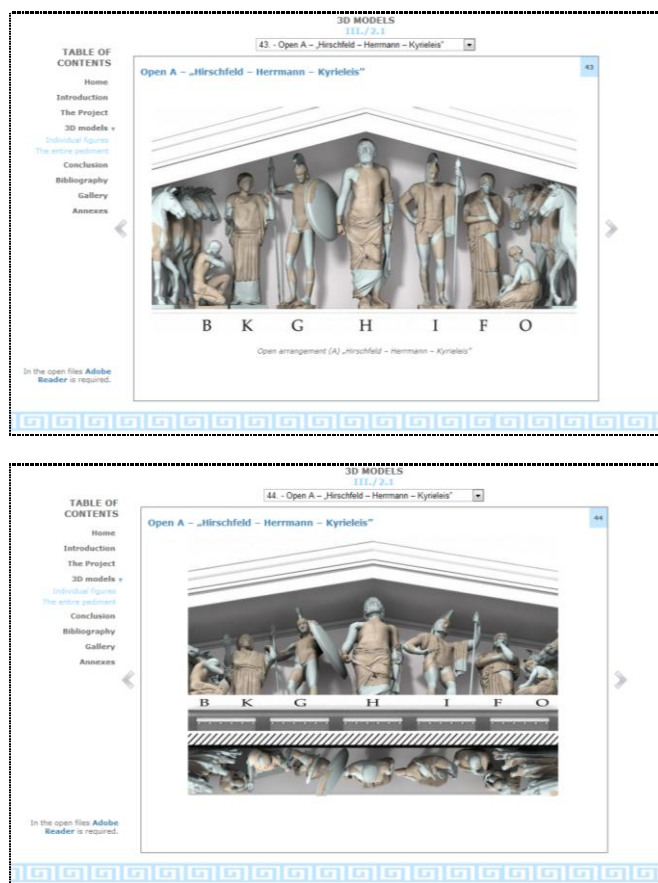 3D MODELS
III./2.1
43. - Open A – „Hirschfeld – Herrmann – Kyrieleis”
TABLE OF
CONTENTS
Home
Introduction
The Project
3D models
Individual figures
The entire pediment
Conclusion
Bibliography
Gallery
Annexes
In the open files Adobe
Reader is required.
Open A – „Hirschfeld – Herrmann – Kyrieleis”
43
B K G H I F O
Open arrangement (A) „Hirschfeld – Herrmann – Kyrieleis”
3D MODELS
III./2.1
44. - Open A – „Hirschfeld – Herrmann – Kyrieleis”
TABLE OF
CONTENTS
Home
Introduction
The Project
3D models
Individual figures
The entire pediment
Conclusion
Bibliography
Gallery
Annexes
In the open files Adobe
Reader is required.
Open A – „Hirschfeld – Herrmann – Kyrieleis”
44
B K G H I F O